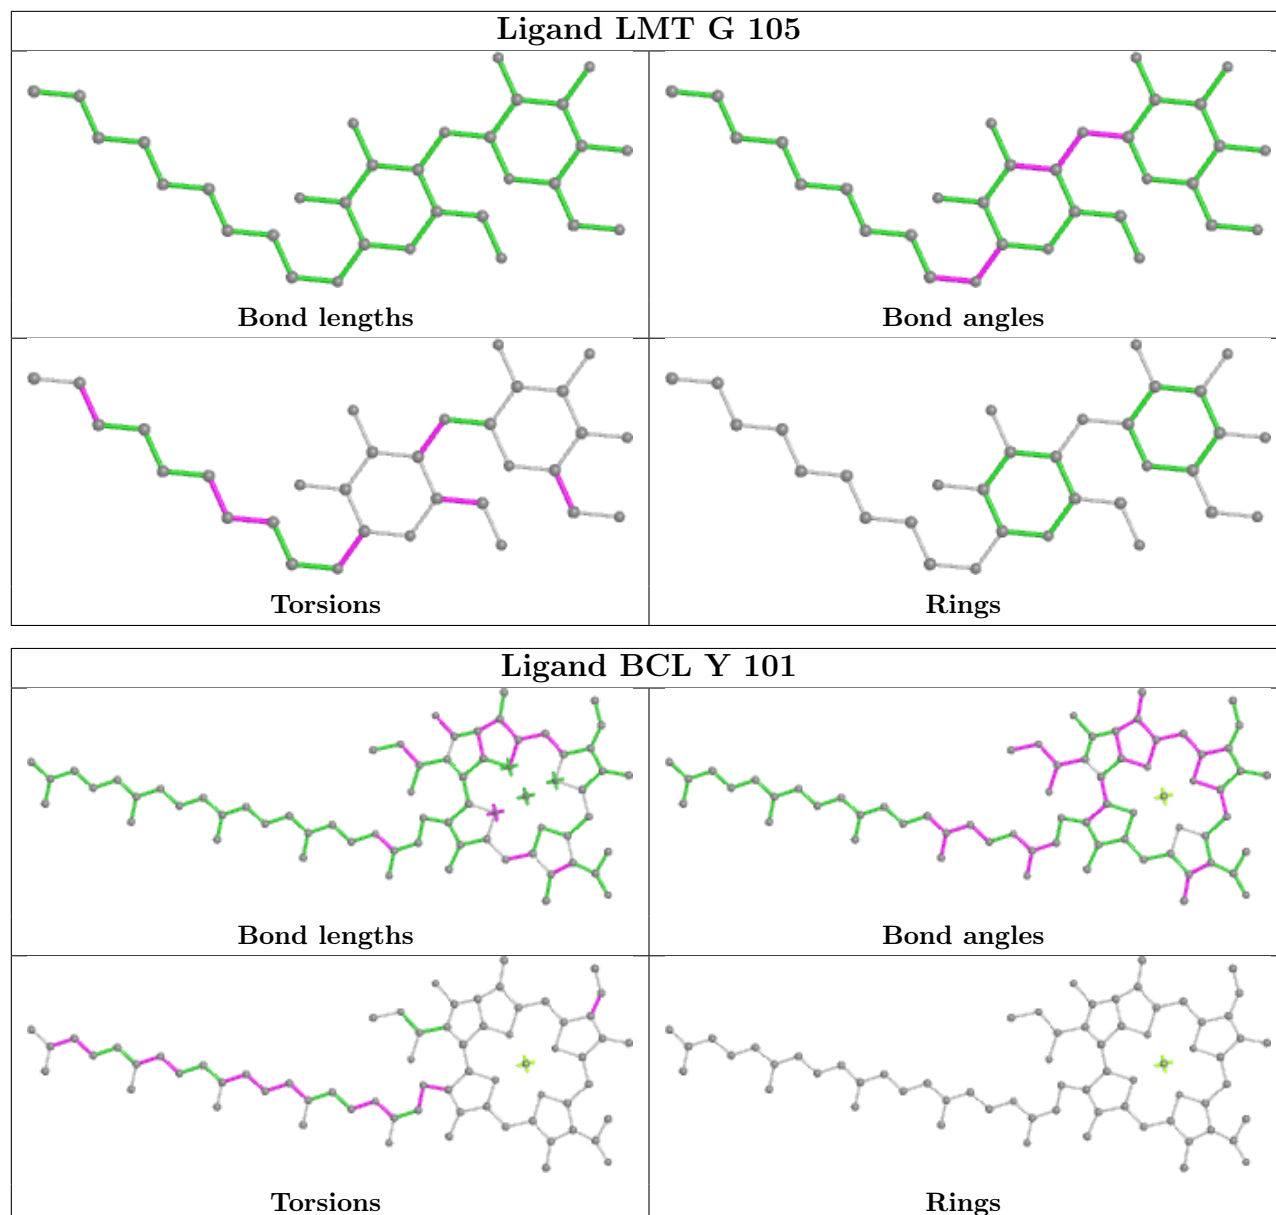 Ligand LMT G 105
Bond lengths
Bond angles
Torsions
Rings
Ligand BCL Y 101
Bond lengths
Bond angles
Torsions
Rings